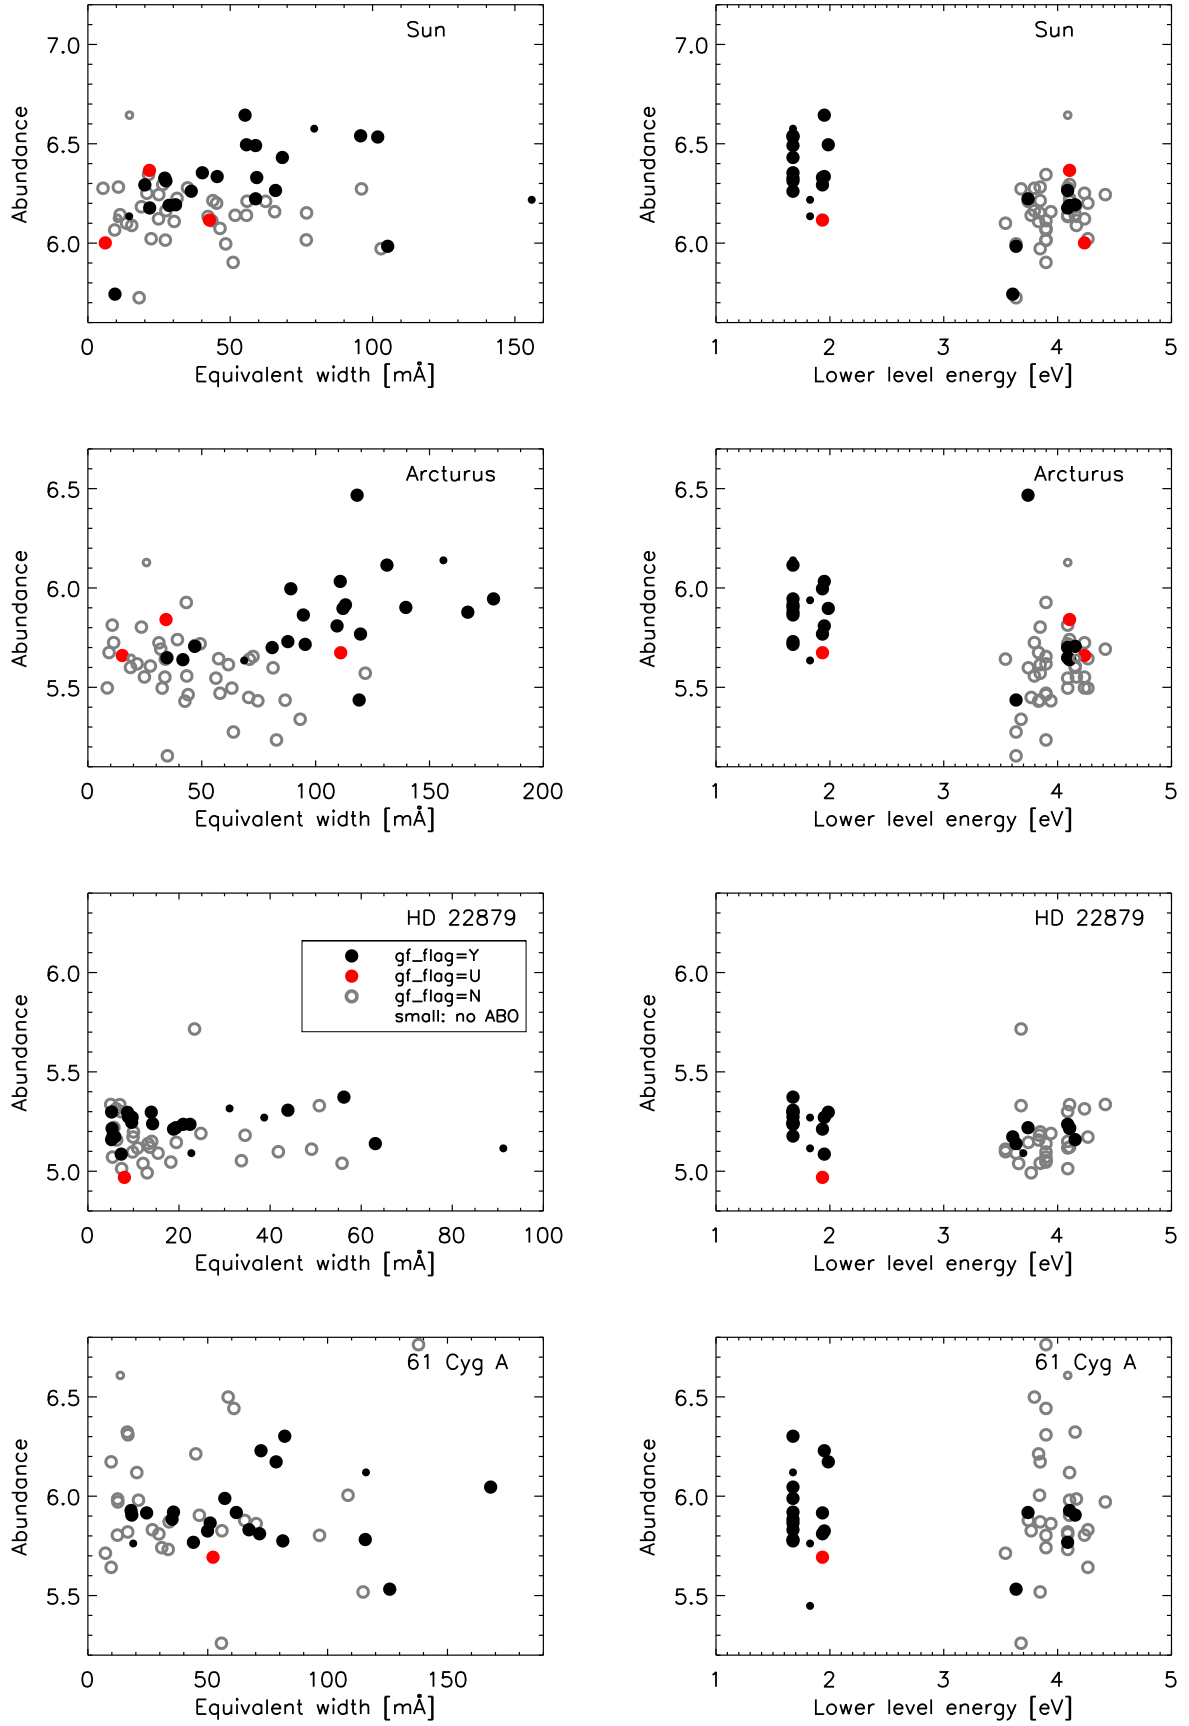 Sun
Abundance
7.0
6.5
6.0
0 50 100 150
Equivalent width [mÅ]
Sun
Abundance
7.0
6.5
6.0
1 2 3 4 5
Lower level energy [eV]
Arcturus
Abundance
6.5
6.0
5.5
0 50 100 150 200
Equivalent width [mÅ]
Arcturus
Abundance
6.5
6.0
5.5
1 2 3 4 5
Lower level energy [eV]
HD 22879
gf_flag=Y
gf_flag=U
gf_flag=N
small: no ABO
Abundance
6.0
5.5
5.0
0 20 40 60 80 100
Equivalent width [mÅ]
HD 22879
Abundance
6.0
5.5
5.0
1 2 3 4 5
Lower level energy [eV]
61 Cyg A
Abundance
6.5
6.0
5.5
0 50 100 150
Equivalent width [mÅ]
61 Cyg A
Abundance
6.5
6.0
5.5
1 2 3 4 5
Lower level energy [eV]